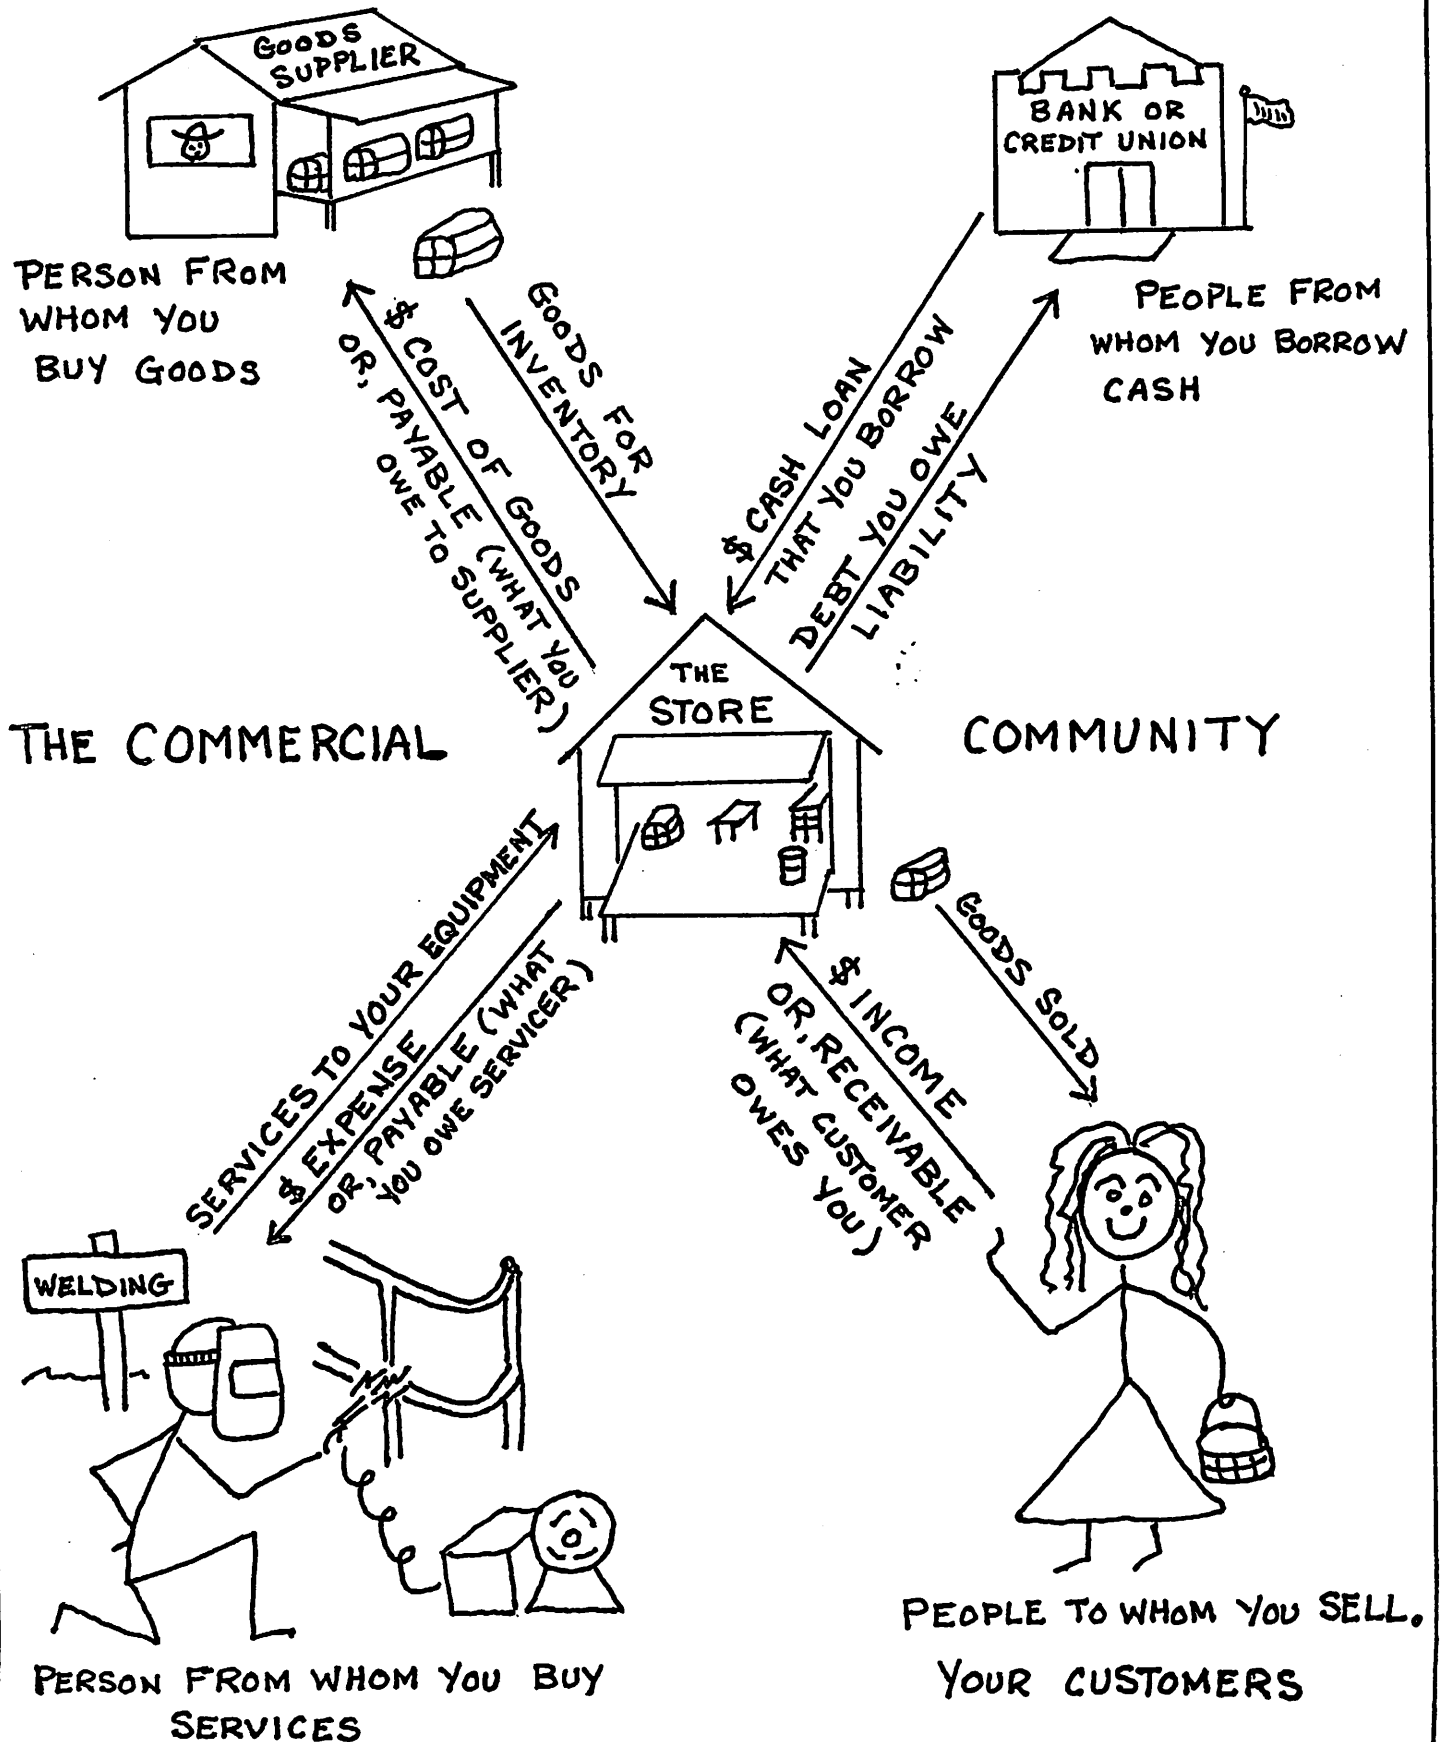 GOODS
SUPPLIER
BANK OR
CREDIT UNION
PERSON FROM
WHOM YOU
BUY GOODS
PEOPLE FROM
WHOM YOU BORROW
CASH
$ COST OF GOODS
OR, PAYABLE (WHAT YOU
OWE TO SUPPLIER)
GOODS FOR
INVENTORY
$ CASH LOAN
THAT YOU BORROW
DEBT YOU OWE
LIABILITY
THE
STORE
THE COMMERCIAL
COMMUNITY
SERVICES TO YOUR EQUIPMENT
$ EXPENSE
OR, PAYABLE (WHAT
YOU OWE SERVICER)
GOODS SOLD
$ INCOME
OR, RECEIVABLE
(WHAT CUSTOMER
OWES YOU)
WELDING
PERSON FROM WHOM YOU BUY
SERVICES
PEOPLE TO WHOM YOU SELL.
YOUR CUSTOMERS